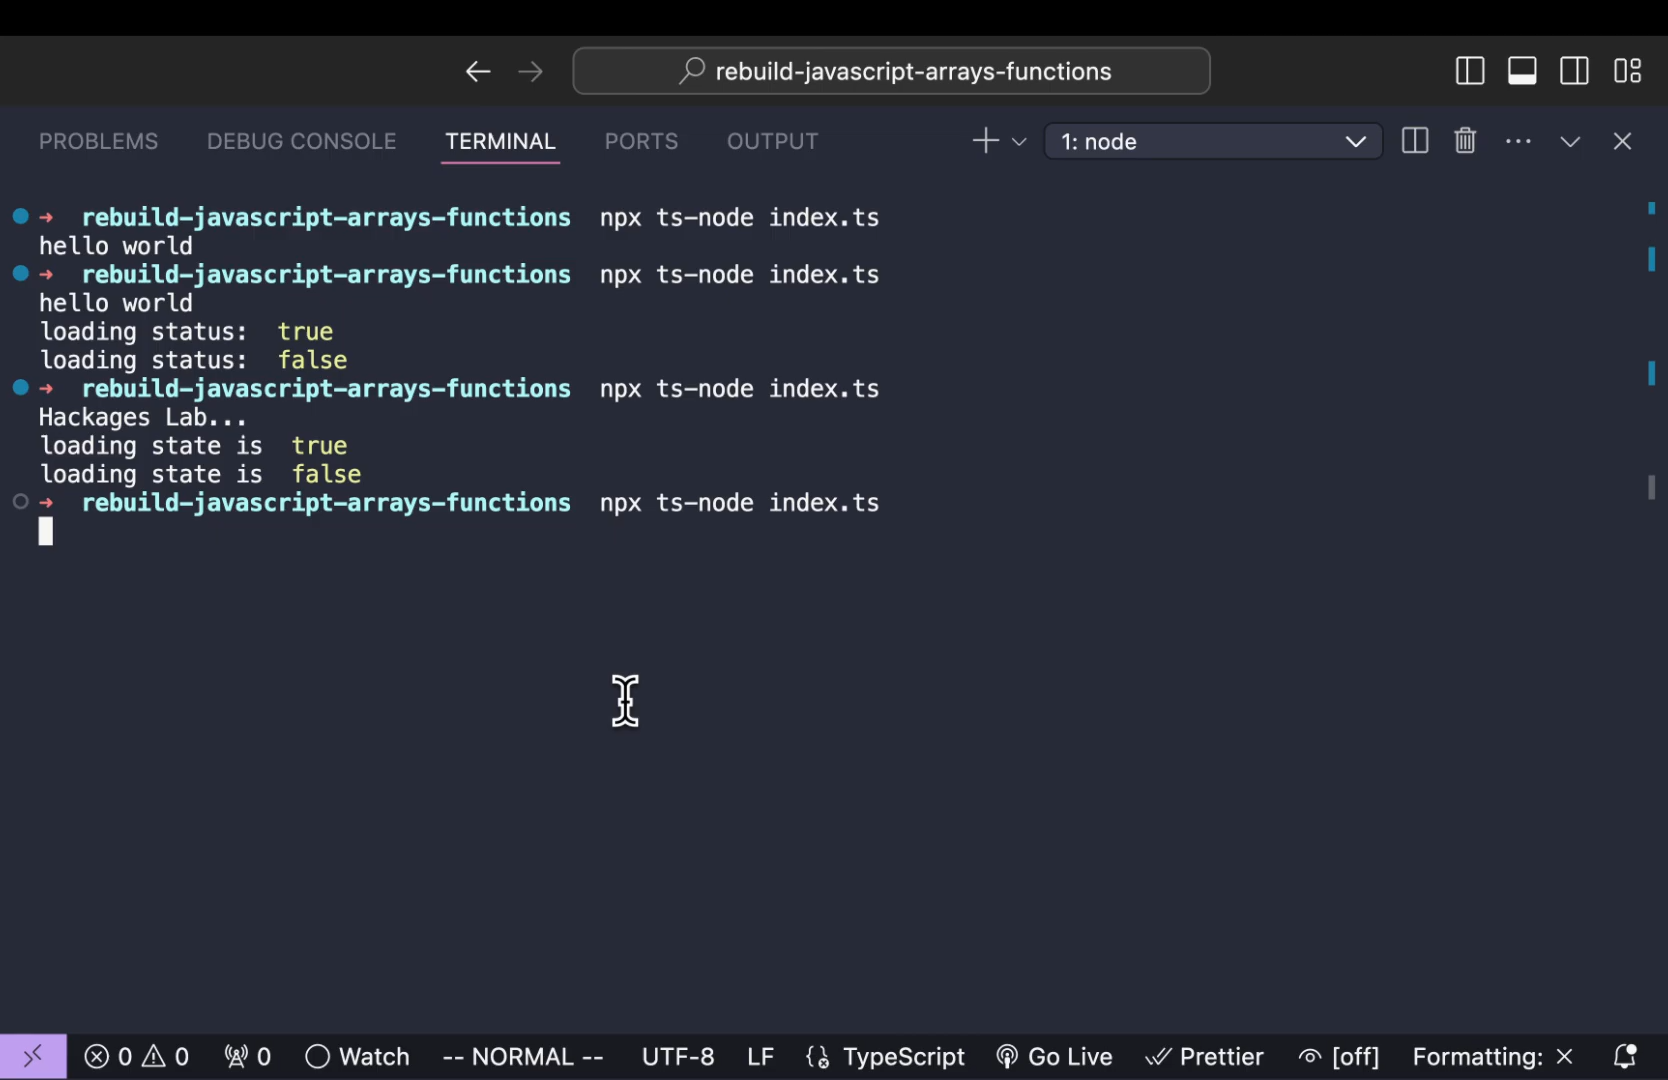 rebuild-javascript-arrays-functions
PROBLEMS DEBUG CONSOLE TERMINAL PORTS OUTPUT 1: node
➜ rebuild-javascript-arrays-functions npx ts-node index.ts
hello world
➜ rebuild-javascript-arrays-functions npx ts-node index.ts
hello world
loading status: true
loading status: false
➜ rebuild-javascript-arrays-functions npx ts-node index.ts
Hackages Lab...
loading state is true
loading state is false
➜ rebuild-javascript-arrays-functions npx ts-node index.ts
0 0 0 Watch -- NORMAL -- UTF-8 LF TypeScript Go Live Prettier [off] Formatting: ×